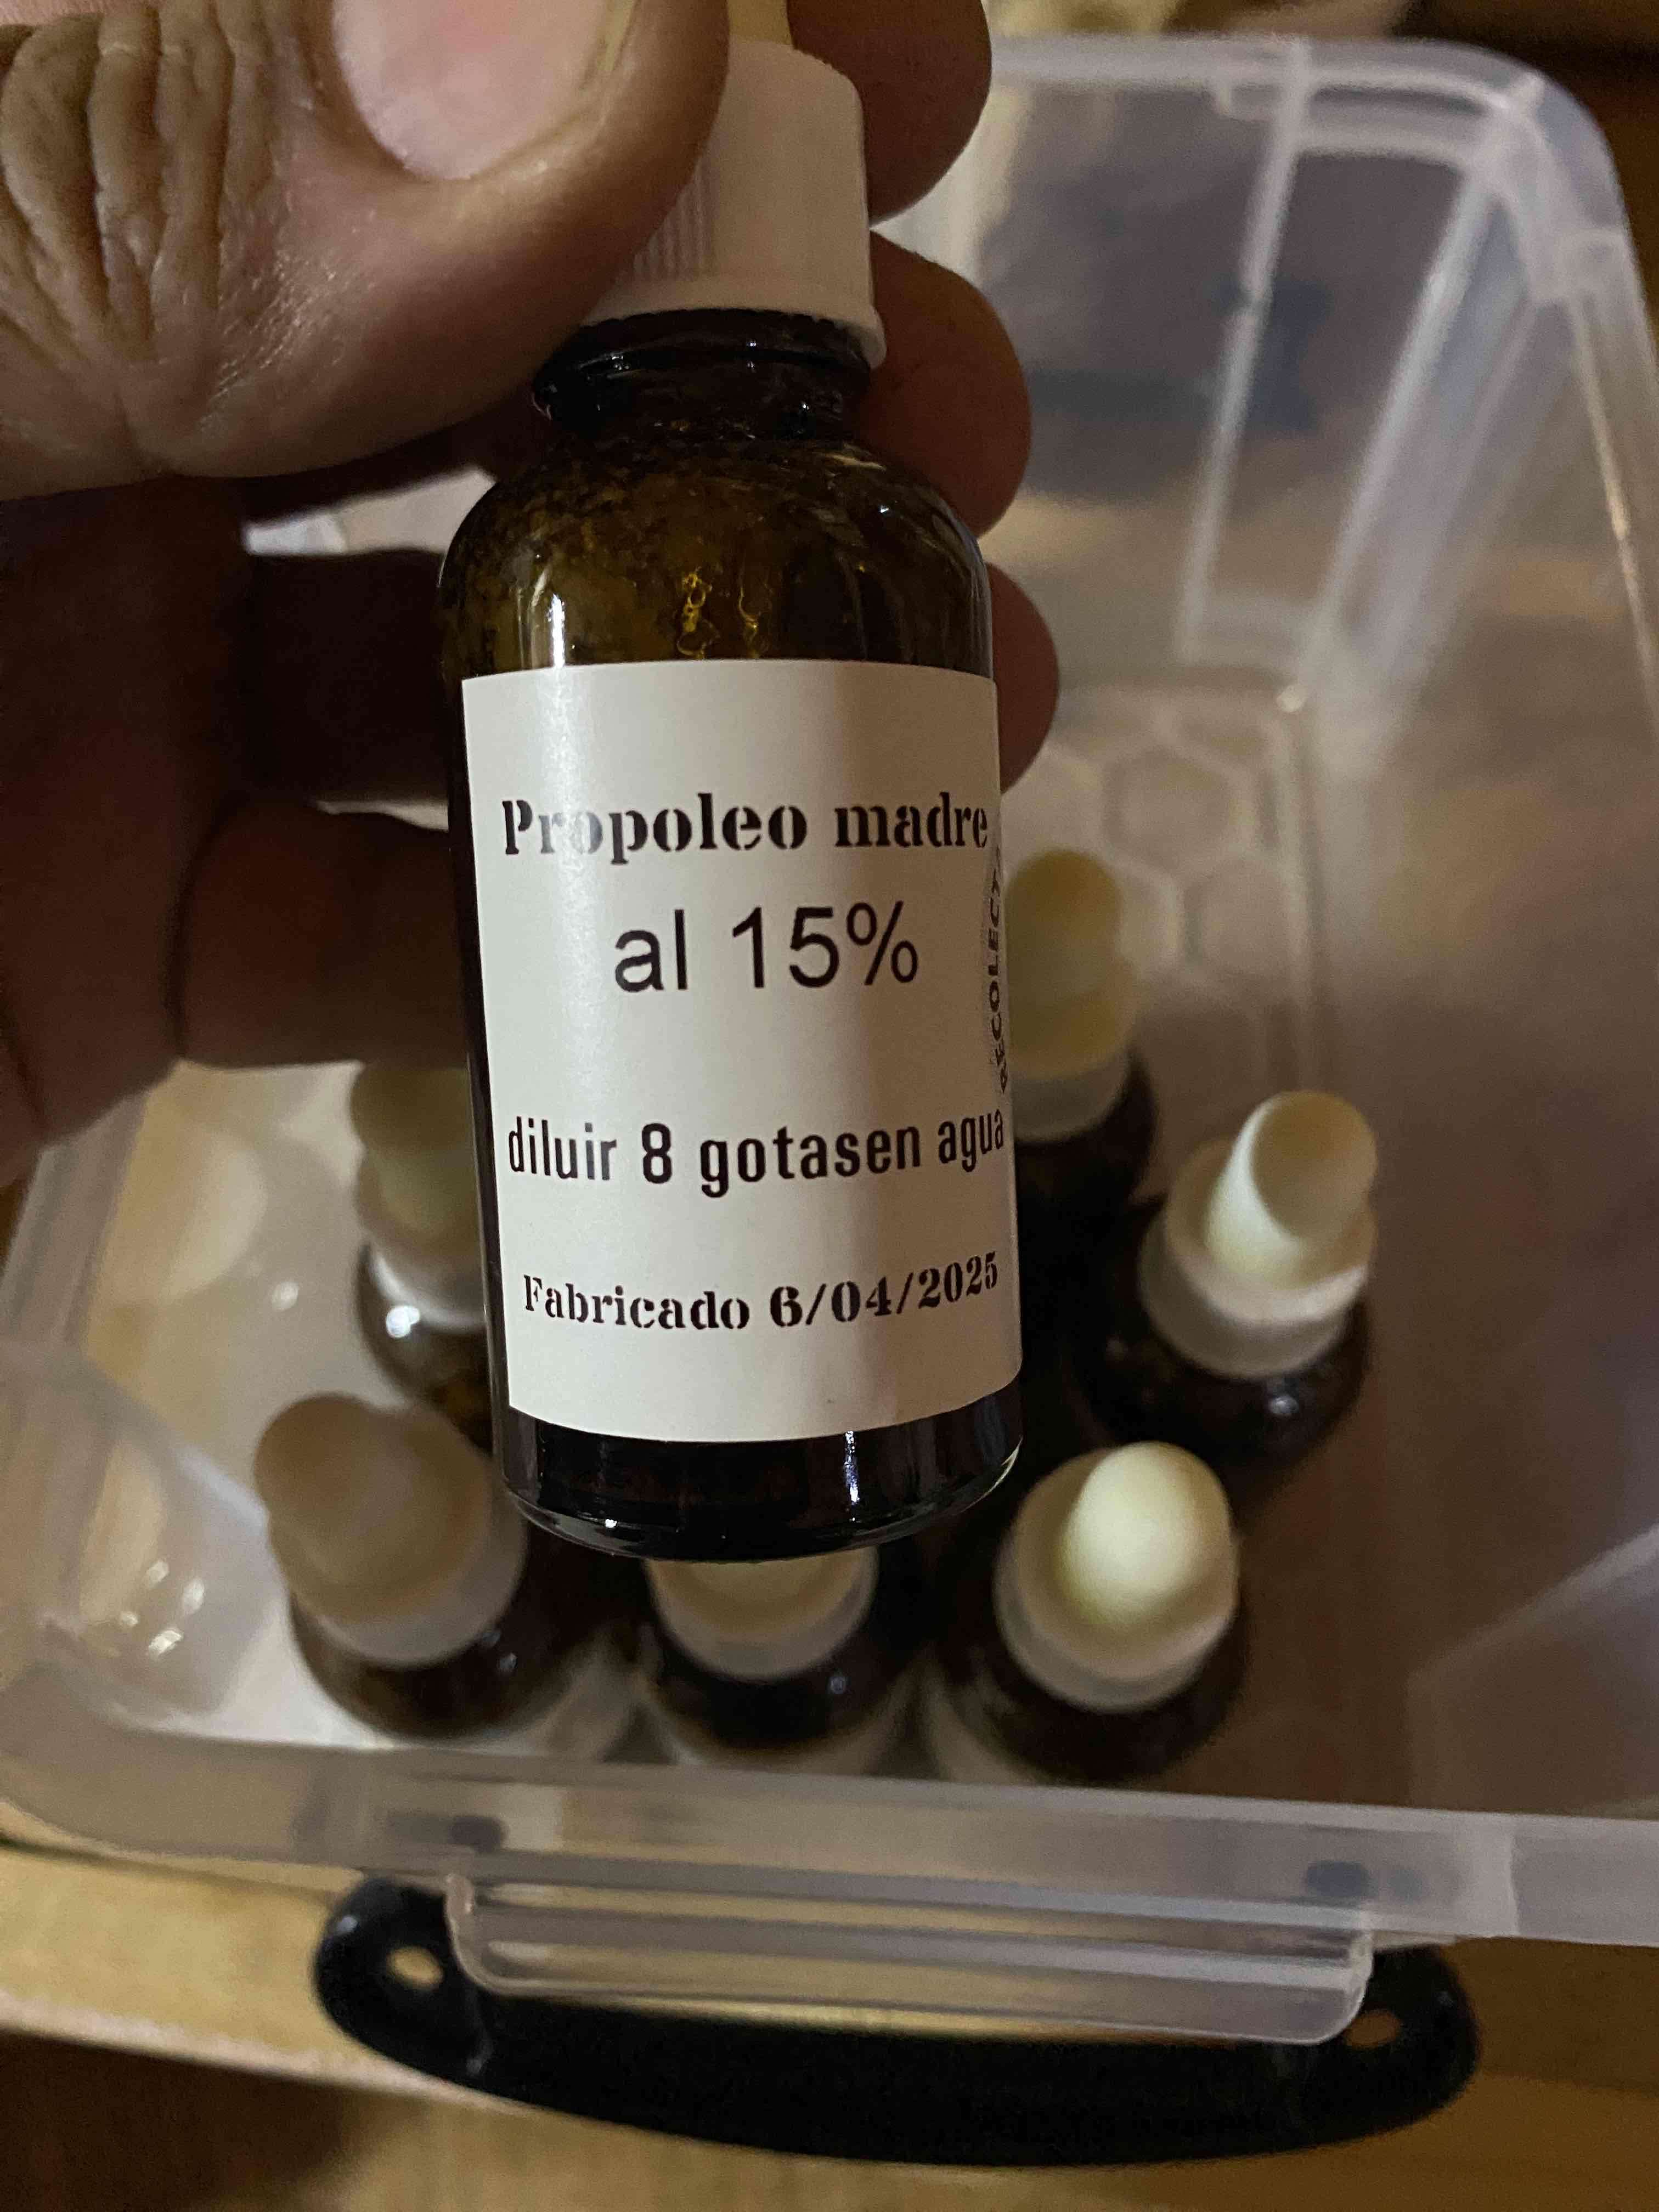 Propoleo madre
al 15%
diluir 8 gotasen agua
Fabricado 6/04/2025